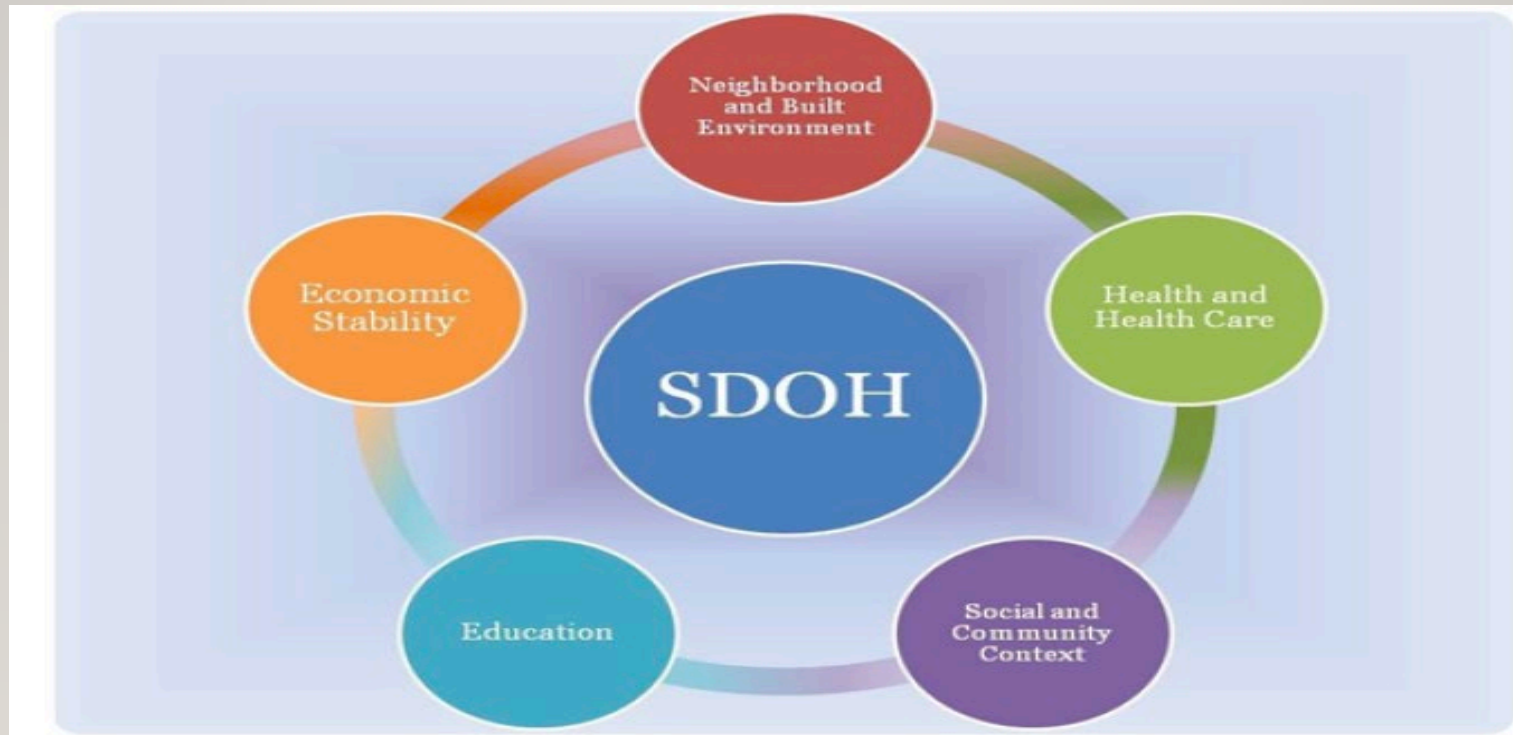 Neighborhood
and Built
Environment
Economic
Stability
Health and
Health Care
SDOH
Education
Social and
Community
Context